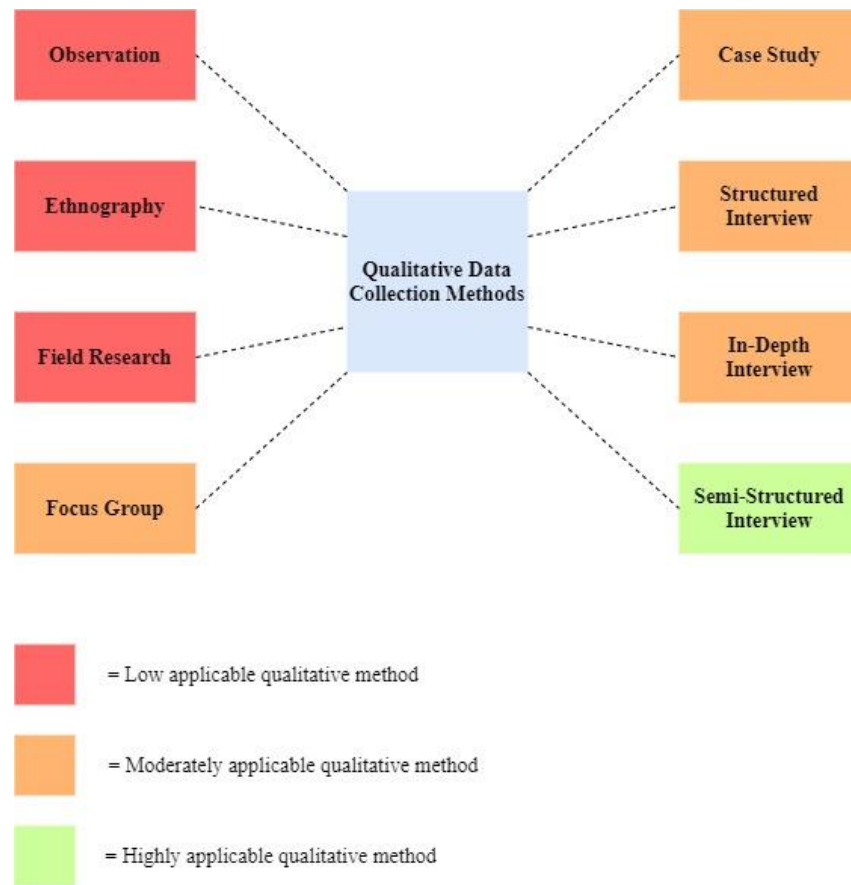 Observation
Case Study
Ethnography
Structured
Interview
Qualitative Data
Collection Methods
Field Research
In-Depth
Interview
Focus Group
Semi-Structured
Interview
= Low applicable qualitative method
= Moderately applicable qualitative method
= Highly applicable qualitative method